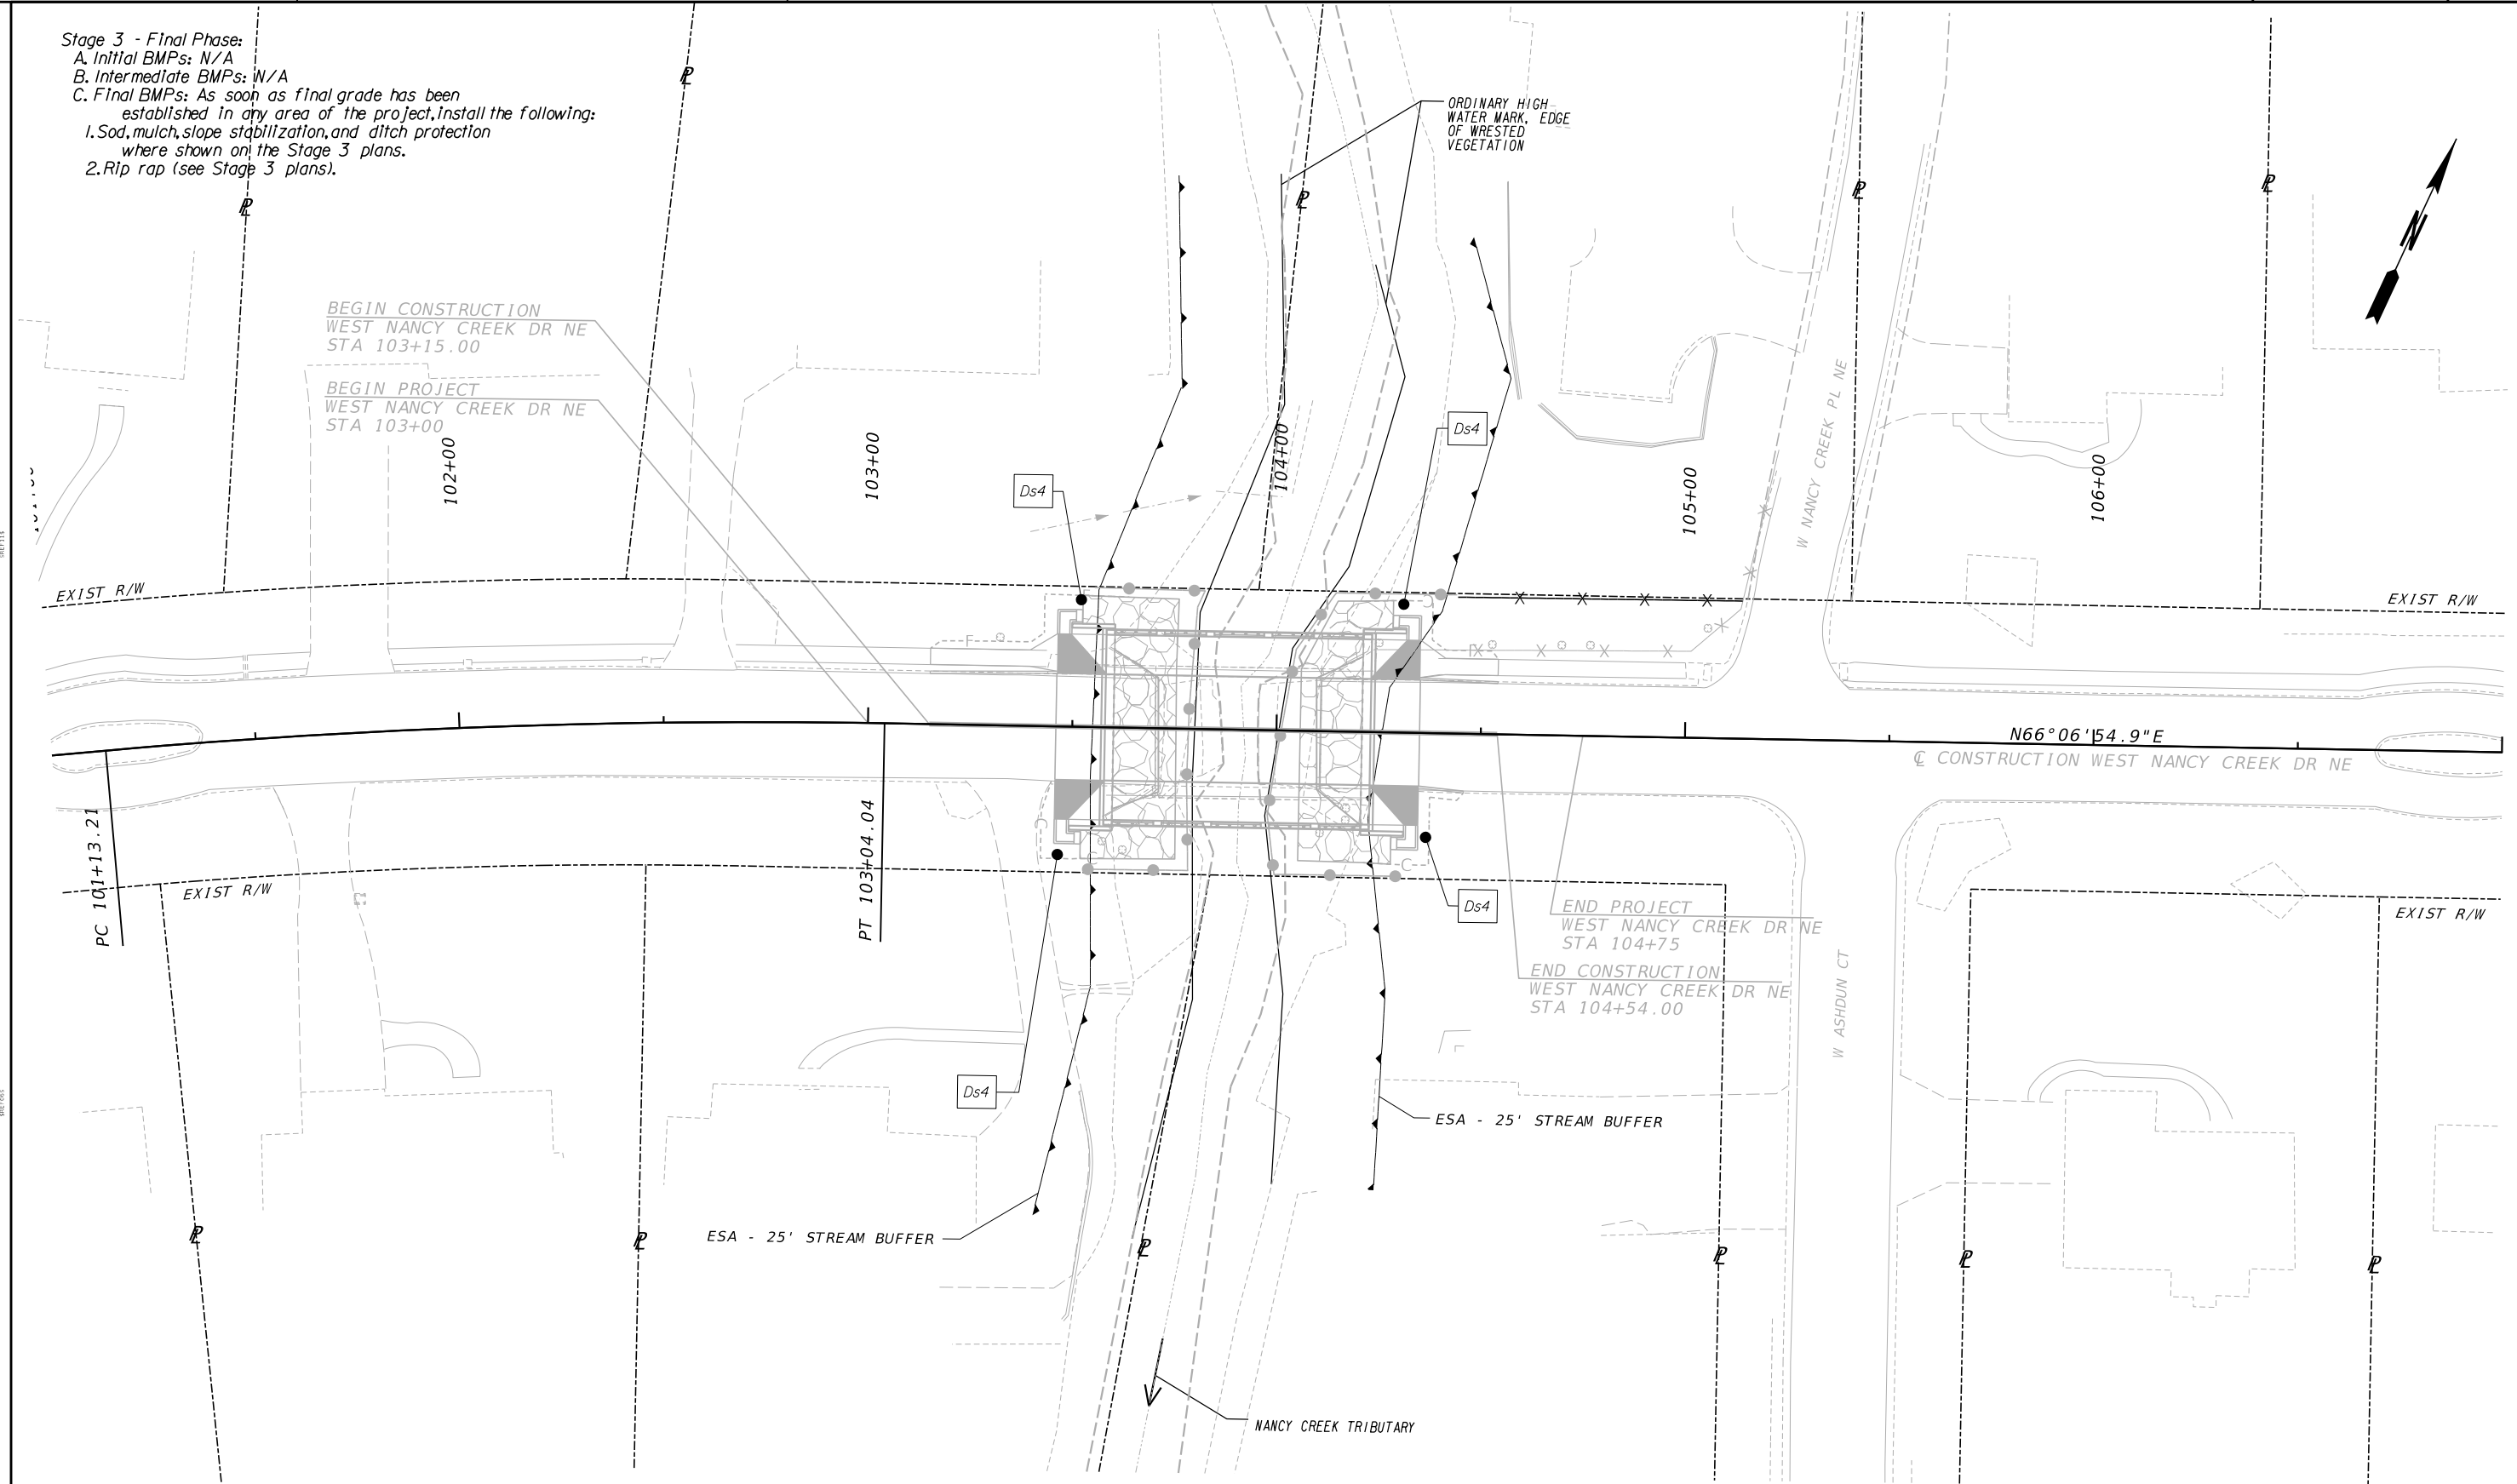 Stage 3 - Final Phase:
A. Initial BMPs: N/A
B. Intermediate BMPs: N/A
C. Final BMPs: As soon as final grade has been
established in any area of the project, install the following:
1. Sod, mulch, slope stabilization, and ditch protection
where shown on the Stage 3 plans.
2. Rip rap (see Stage 3 plans).
ORDINARY HIGH
WATER MARK, EDGE
OF WRESTED
VEGETATION
N
BEGIN CONSTRUCTION
WEST NANCY CREEK DR NE
STA 103+15.00
BEGIN PROJECT
WEST NANCY CREEK DR NE
STA 103+00
102+00
103+00
104+00
105+00
106+00
W NANCY CREEK PL NE
Ds4
Ds4
EXIST R/W
EXIST R/W
N66°06'54.9"E
℄ CONSTRUCTION WEST NANCY CREEK DR NE
PC 101+13.21
PT 103+04.04
EXIST R/W
EXIST R/W
Ds4
END PROJECT
WEST NANCY CREEK DR NE
STA 104+75
END CONSTRUCTION
WEST NANCY CREEK DR NE
STA 104+54.00
W ASHDUN CT
Ds4
ESA - 25' STREAM BUFFER
ESA - 25' STREAM BUFFER
NANCY CREEK TRIBUTARY